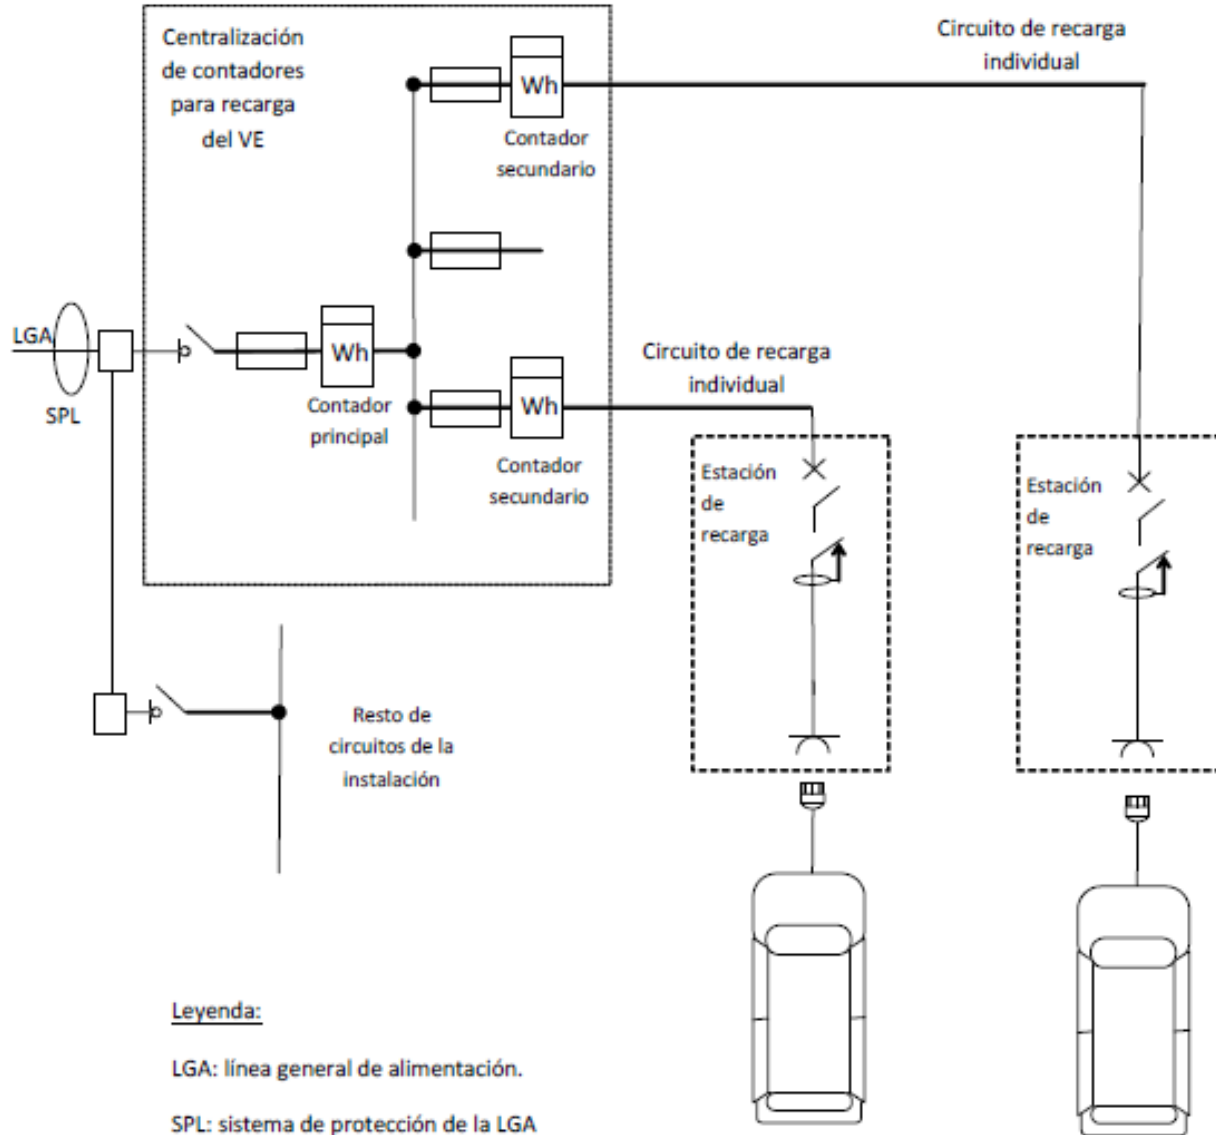 Centralización
de contadores
para recarga
del VE
Wh
Contador
secundario
Circuito de recarga
individual
LGA
SPL
Wh
Contador
principal
Wh
Contador
secundario
Circuito de recarga
individual
Estación
de
recarga
Estación
de
recarga
Resto de
circuitos de la
instalación
Leyenda:
LGA: línea general de alimentación.
SPL: sistema de protección de la LGA